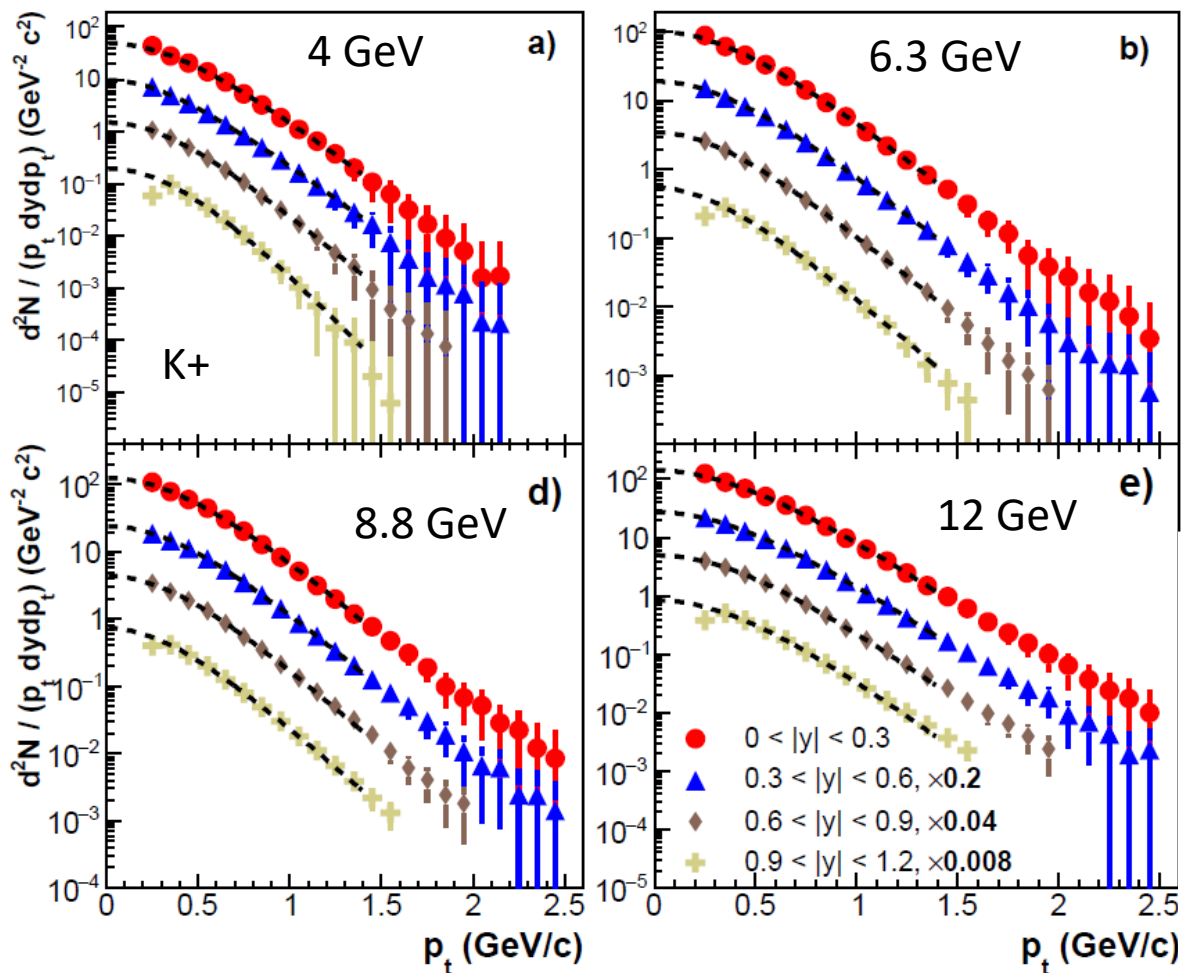 4 GeV
a)
d²N / (pₜ dydpₜ) (GeV⁻² c²)
10²
10
1
10⁻¹
10⁻²
10⁻³
10⁻⁴
10⁻⁵
K+
6.3 GeV
b)
10²
10
1
10⁻¹
10⁻²
10⁻³
8.8 GeV
d)
d²N / (pₜ dydpₜ) (GeV⁻² c²)
10²
10
1
10⁻¹
10⁻²
10⁻³
10⁻⁴
0 0.5 1 1.5 2 2.5
pₜ (GeV/c)
12 GeV
e)
10²
10
1
10⁻¹
10⁻²
10⁻³
10⁻⁴
10⁻⁵
0 < |y| < 0.3
0.3 < |y| < 0.6, ×0.2
0.6 < |y| < 0.9, ×0.04
0.9 < |y| < 1.2, ×0.008
0 0.5 1 1.5 2 2.5
pₜ (GeV/c)